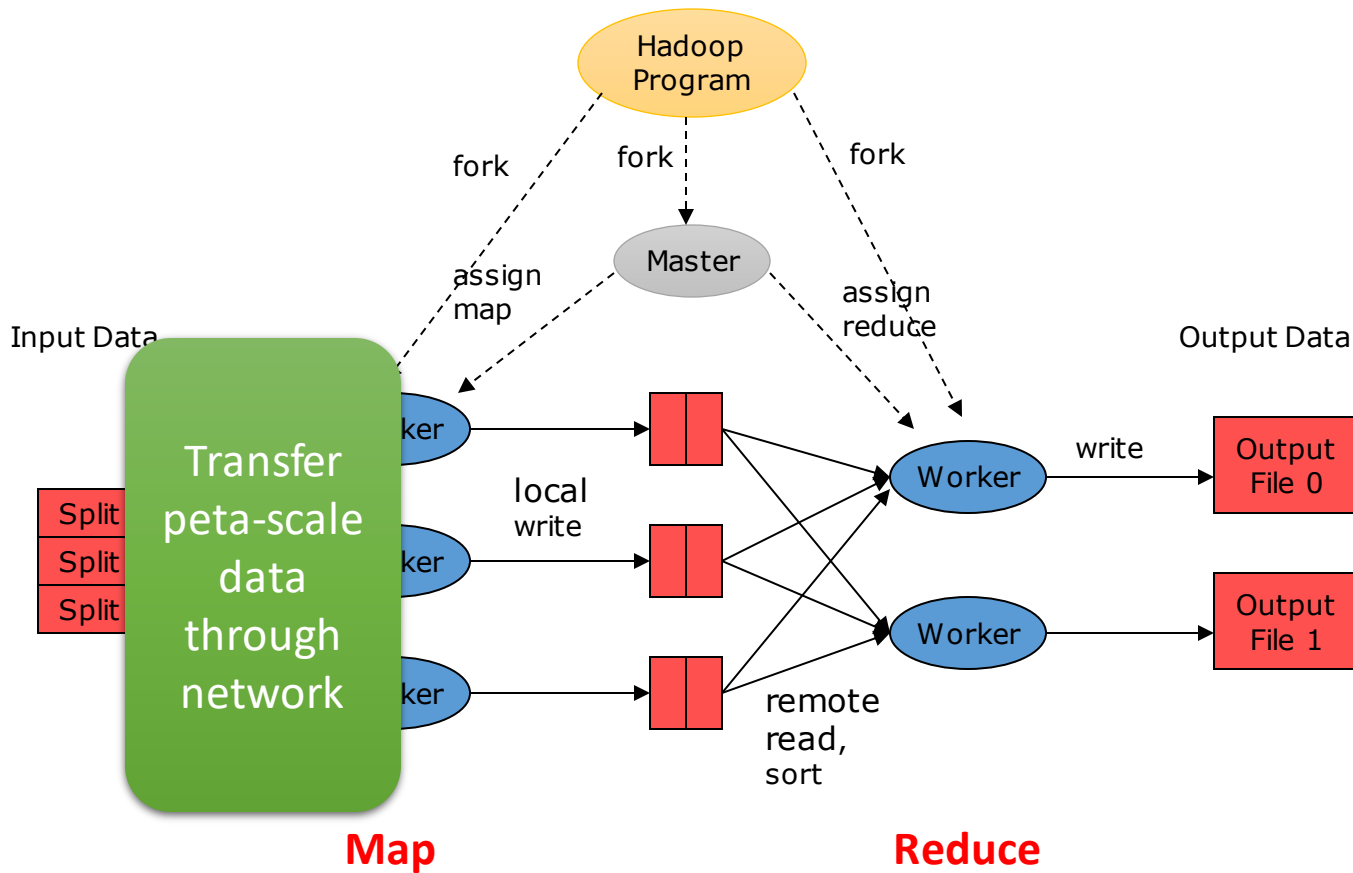 Hadoop
Program
fork
fork
fork
Master
assign
map
assign
reduce
Input Data
Output Data
Transfer
peta-scale
data
through
network
Split
Split
Split
ker
ker
local
write
Worker
Worker
write
Output
File 0
Output
File 1
remote
read,
sort
Map
Reduce